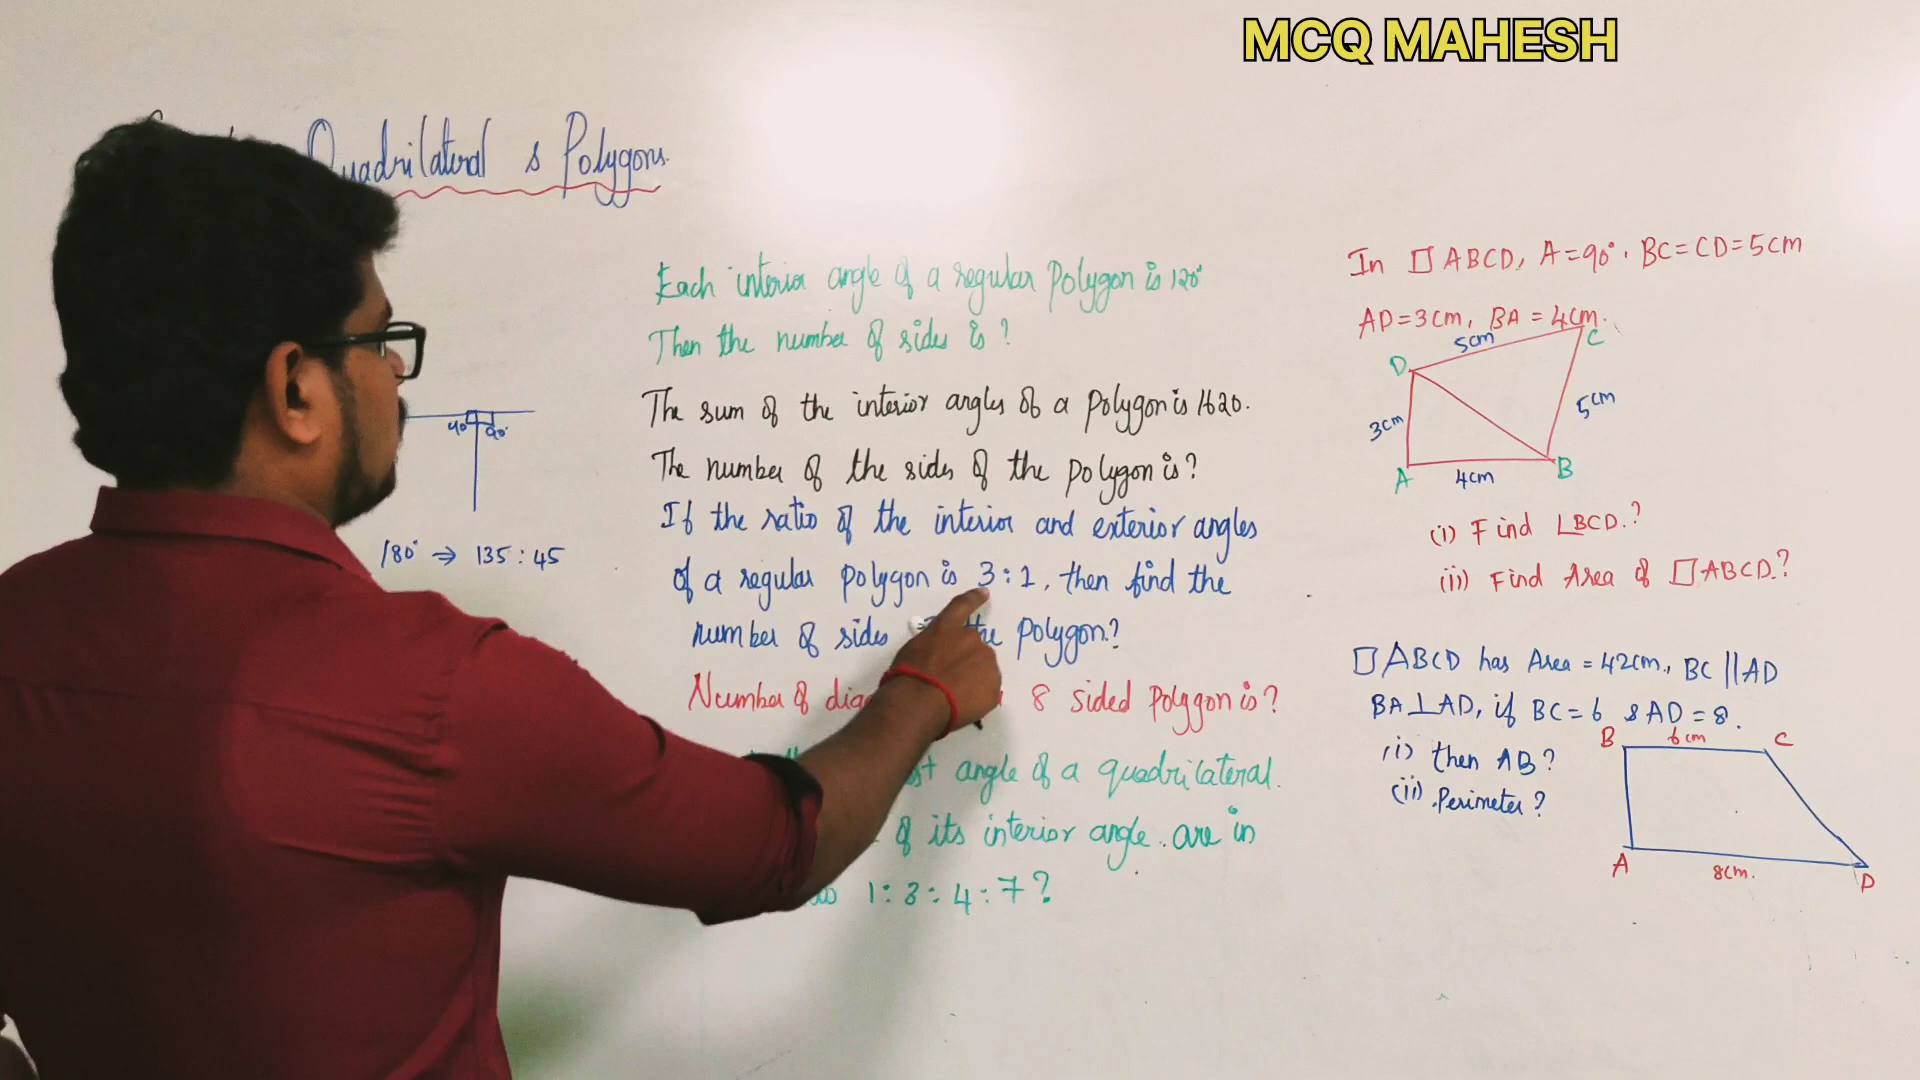 MCQ MAHESH
Quadrilateral & Polygons.
90° 90°
180° → 135 : 45
Each interior angle of a regular polygon is 120°
Then the number of sides is ?
The sum of the interior angles of a polygon is 1620.
The number of the sides of the polygon is?
If the ratio of the interior and exterior angles
of a regular polygon is 3 : 1, then find the
number of sides the polygon?
Number of 8 sided polygon is?
angle of a quadrilateral.
of its interior angle. are in
1 : 3 : 4 : 7 ?
In □ABCD, A=90°. BC=CD=5cm
AD=3cm, BA = 4cm.
5cm
D C
3cm 5cm
A 4cm B
(i) Find ∠BCD.?
(ii) Find Area of □ABCD.?
□ABCD has Area = 42cm., BC || AD
BA⊥AD, if BC=6 & AD=8.
(i) then AB?
(ii) Perimeter?
B 6cm C
A 8cm. D